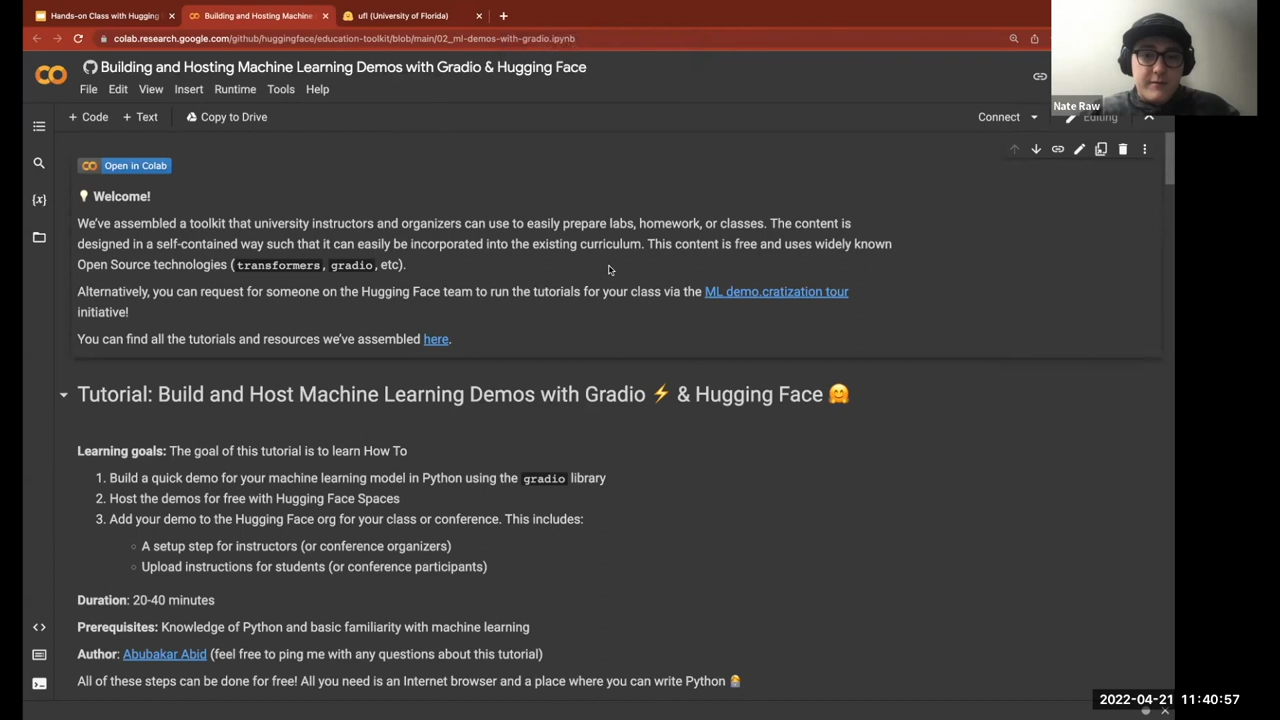 Hands-on Class with Hugging
Building and Hosting Machine
ufl (University of Florida)
colab.research.google.com/github/huggingface/education-toolkit/blob/main/02_ml-demos-with-gradio.ipynb
Building and Hosting Machine Learning Demos with Gradio & Hugging Face
File Edit View Insert Runtime Tools Help
Nate Raw
+ Code + Text Copy to Drive
Connect
Editing
Open in Colab
💡 Welcome!
We've assembled a toolkit that university instructors and organizers can use to easily prepare labs, homework, or classes. The content is
designed in a self-contained way such that it can easily be incorporated into the existing curriculum. This content is free and uses widely known
Open Source technologies (transformers, gradio, etc).
Alternatively, you can request for someone on the Hugging Face team to run the tutorials for your class via the ML demo.cratization tour
initiative!
You can find all the tutorials and resources we've assembled here.
Tutorial: Build and Host Machine Learning Demos with Gradio ⚡ & Hugging Face 🤗
Learning goals: The goal of this tutorial is to learn How To
1. Build a quick demo for your machine learning model in Python using the gradio library
2. Host the demos for free with Hugging Face Spaces
3. Add your demo to the Hugging Face org for your class or conference. This includes:
◦ A setup step for instructors (or conference organizers)
◦ Upload instructions for students (or conference participants)
Duration: 20-40 minutes
Prerequisites: Knowledge of Python and basic familiarity with machine learning
Author: Abubakar Abid (feel free to ping me with any questions about this tutorial)
All of these steps can be done for free! All you need is an Internet browser and a place where you can write Python
2022-04-21 11:40:57